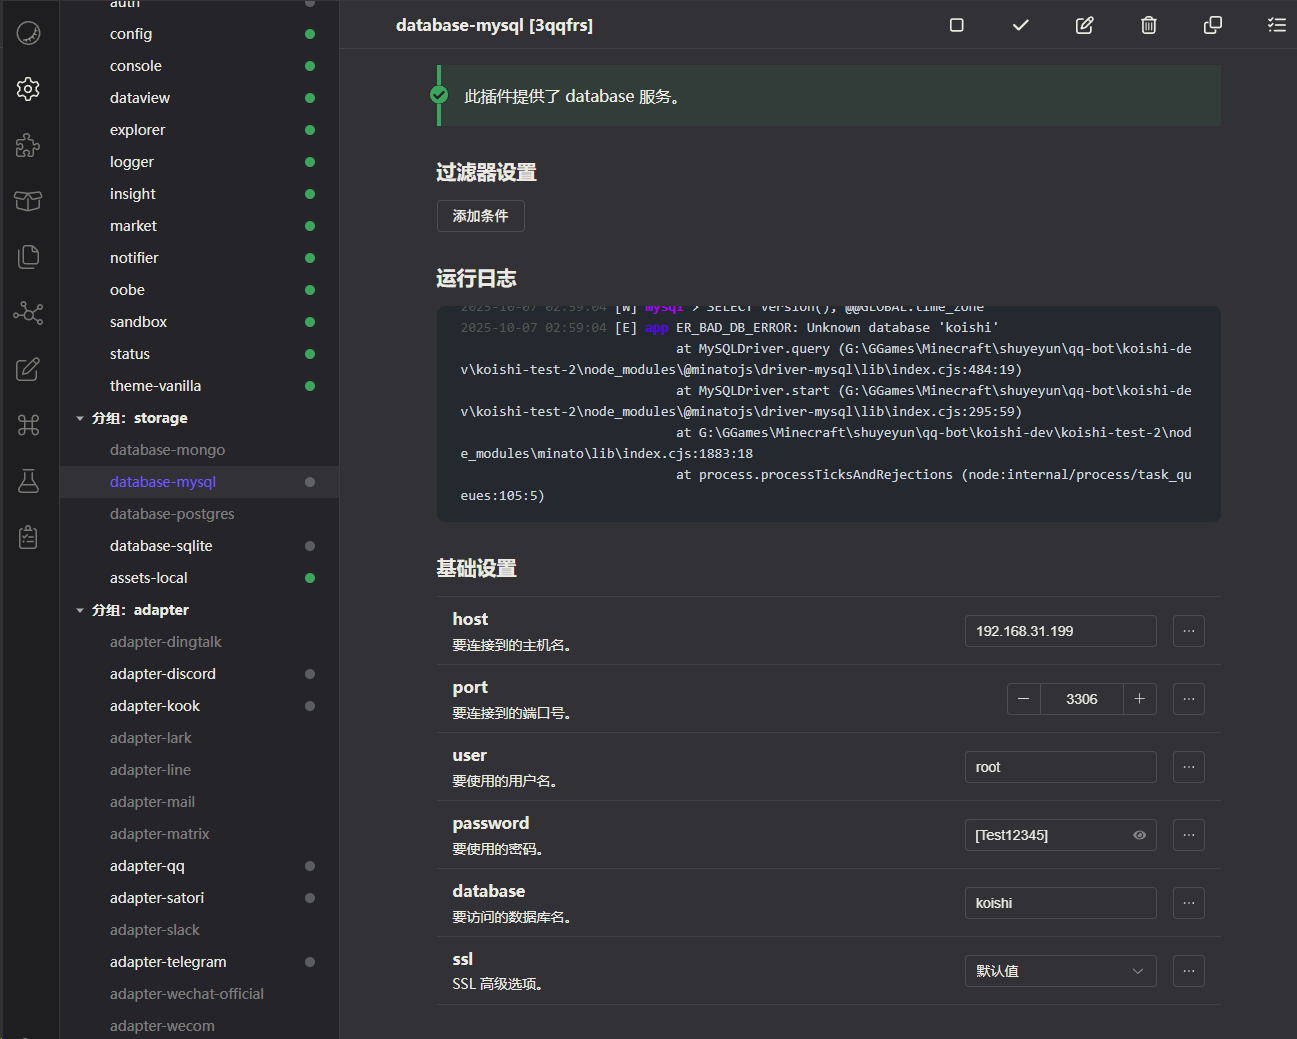 auth
config
console
dataview
explorer
logger
insight
market
notifier
oobe
sandbox
status
theme-vanilla
分组：storage
database-mongo
database-mysql
database-postgres
database-sqlite
assets-local
分组：adapter
adapter-dingtalk
adapter-discord
adapter-kook
adapter-lark
adapter-line
adapter-mail
adapter-matrix
adapter-qq
adapter-satori
adapter-slack
adapter-telegram
adapter-wechat-official
adapter-wecom
database-mysql [3qqfrs]
此插件提供了 database 服务。
过滤器设置
添加条件
运行日志
2025-10-07 02:59:04 [W] mysql > SELECT version(), @@GLOBAL.time_zone
2025-10-07 02:59:04 [E] app ER_BAD_DB_ERROR: Unknown database 'koishi'
at MySQLDriver.query (G:\GGames\Minecraft\shuyeyun\qq-bot\koishi-de
v\koishi-test-2\node_modules\@minatojs\driver-mysql\lib\index.cjs:484:19)
at MySQLDriver.start (G:\GGames\Minecraft\shuyeyun\qq-bot\koishi-de
v\koishi-test-2\node_modules\@minatojs\driver-mysql\lib\index.cjs:295:59)
at G:\GGames\Minecraft\shuyeyun\qq-bot\koishi-dev\koishi-test-2\nod
e_modules\minato\lib\index.cjs:1883:18
at process.processTicksAndRejections (node:internal/process/task_qu
eues:105:5)
基础设置
host
要连接到的主机名。
192.168.31.199
port
要连接到的端口号。
3306
user
要使用的用户名。
root
password
要使用的密码。
[Test12345]
database
要访问的数据库名。
koishi
ssl
SSL 高级选项。
默认值